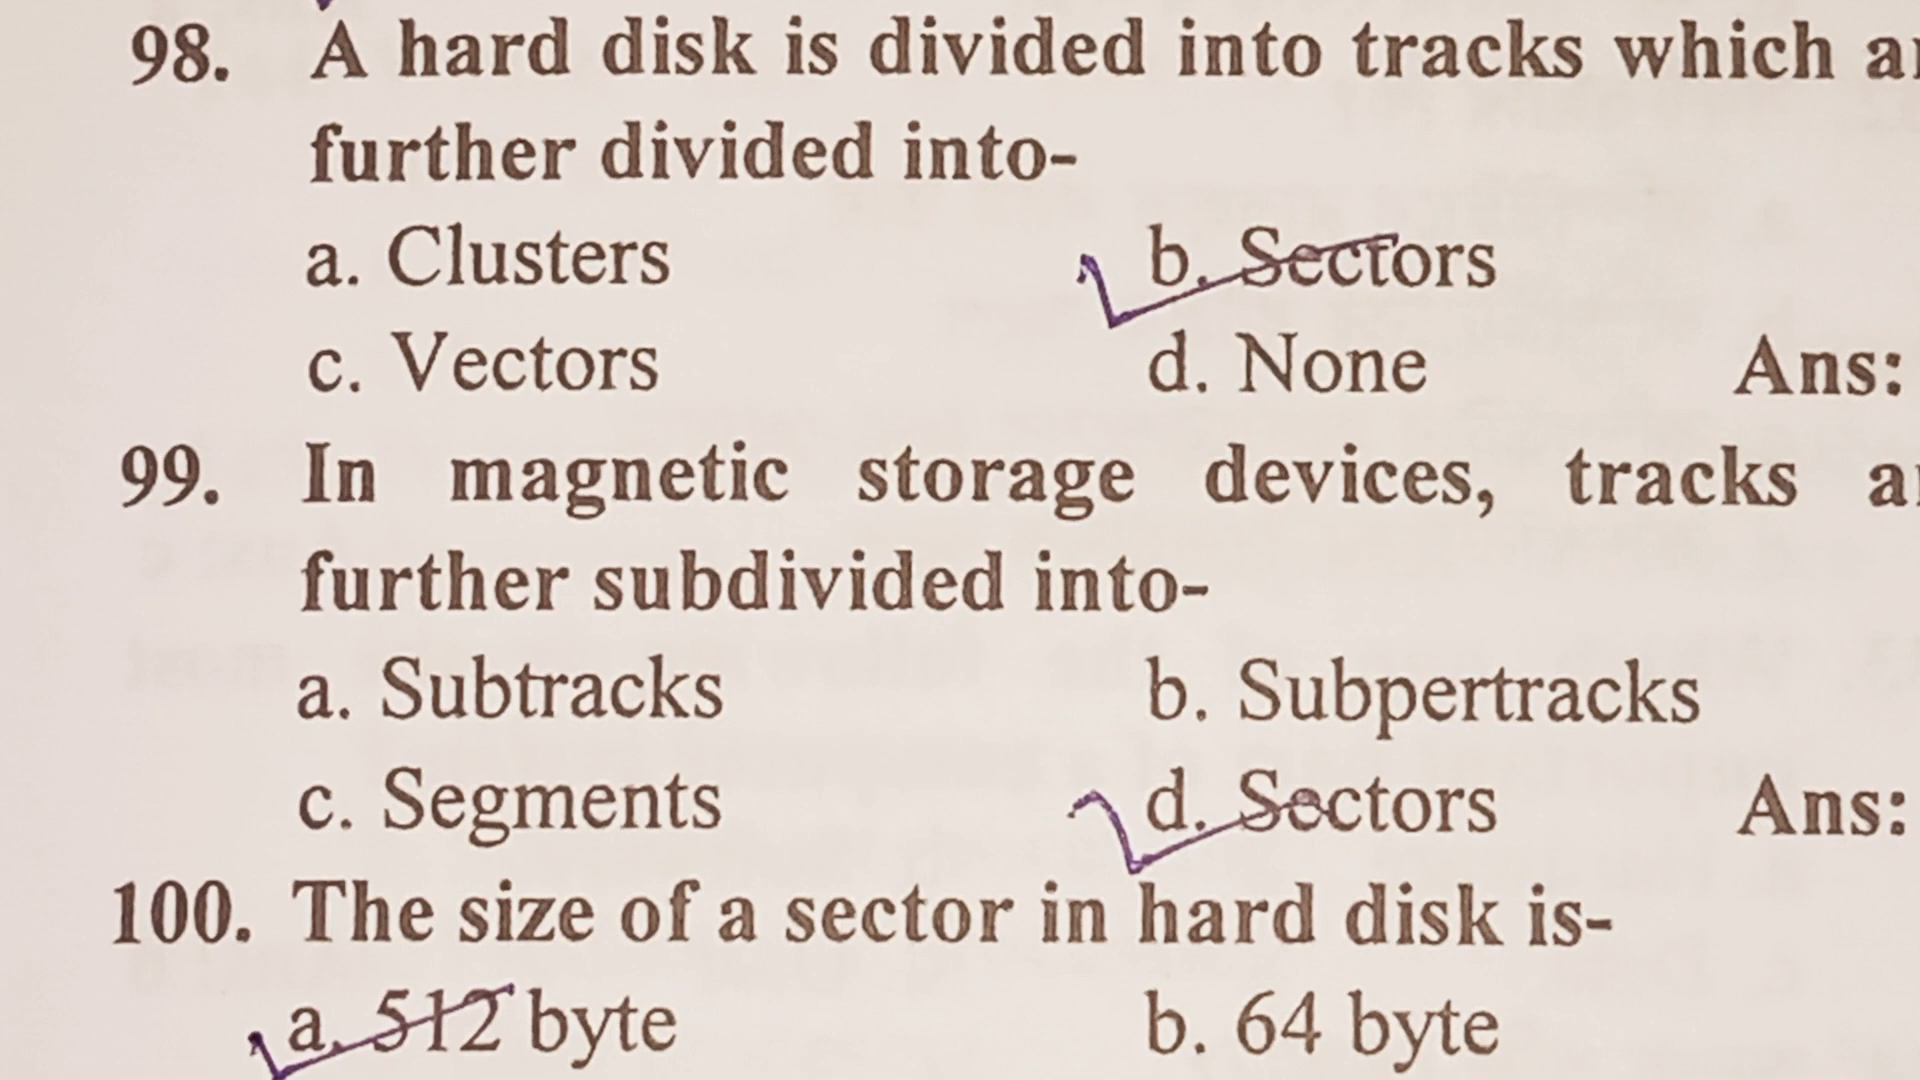 98. A hard disk is divided into tracks which
further divided into-
a. Clusters b. Sectors
c. Vectors d. None Ans:
99. In magnetic storage devices, tracks
further subdivided into-
a. Subtracks b. Subpertracks
c. Segments d. Sectors Ans:
100. The size of a sector in hard disk is-
a. 512 byte b. 64 byte